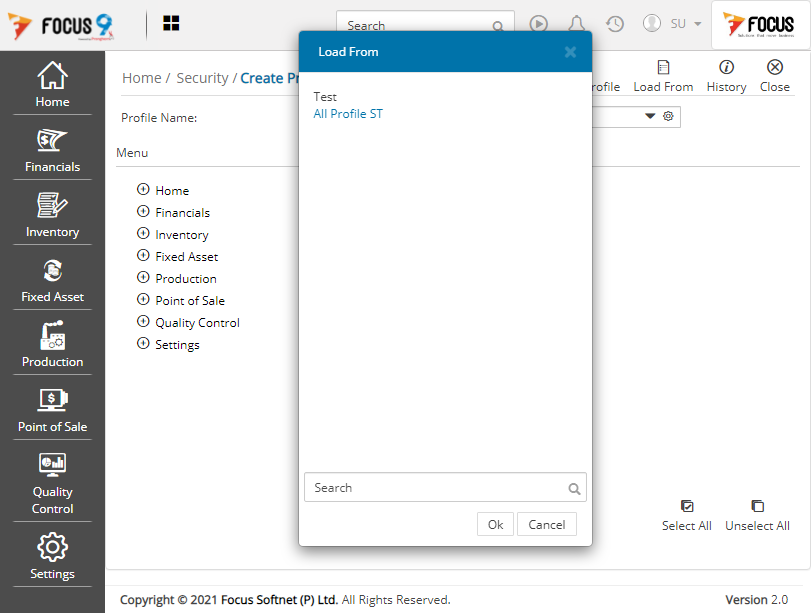 FOCUS 9
Search
SU
FOCUS
Home
Financials
Inventory
Fixed Asset
Production
Point of Sale
Quality
Control
Settings
Home / Security / Create Pr
rofile
Load From
History
Close
Profile Name:
Menu
Home
Financials
Inventory
Fixed Asset
Production
Point of Sale
Quality Control
Settings
Load From
Test
All Profile ST
Search
Ok
Cancel
Select All
Unselect All
Copyright © 2021 Focus Softnet (P) Ltd. All Rights Reserved.
Version 2.0